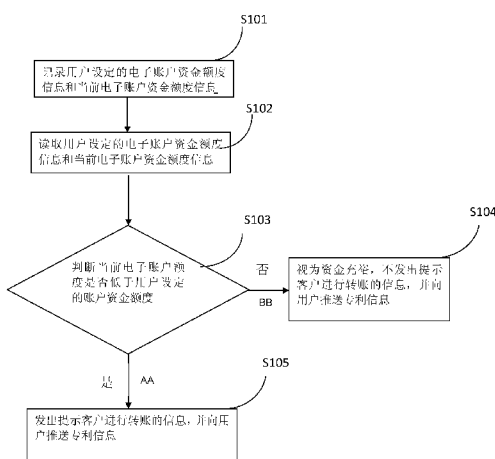 S101
记录用户设定的电子账户资金额度
信息和当前电子账户资金额度信息
S102
读取用户设定的电子账户资金额度
信息和当前电子账户资金额度信息
S103
判断当前电子账户额
度是否低于用户设定
的账户资金额度
否
BB
S104
视为资金充裕，不发出提示
客户进行转账的信息，并向
用户推送专利信息
是
AA
S105
发出提示客户进行转账的信息，并向用
户推送专利信息